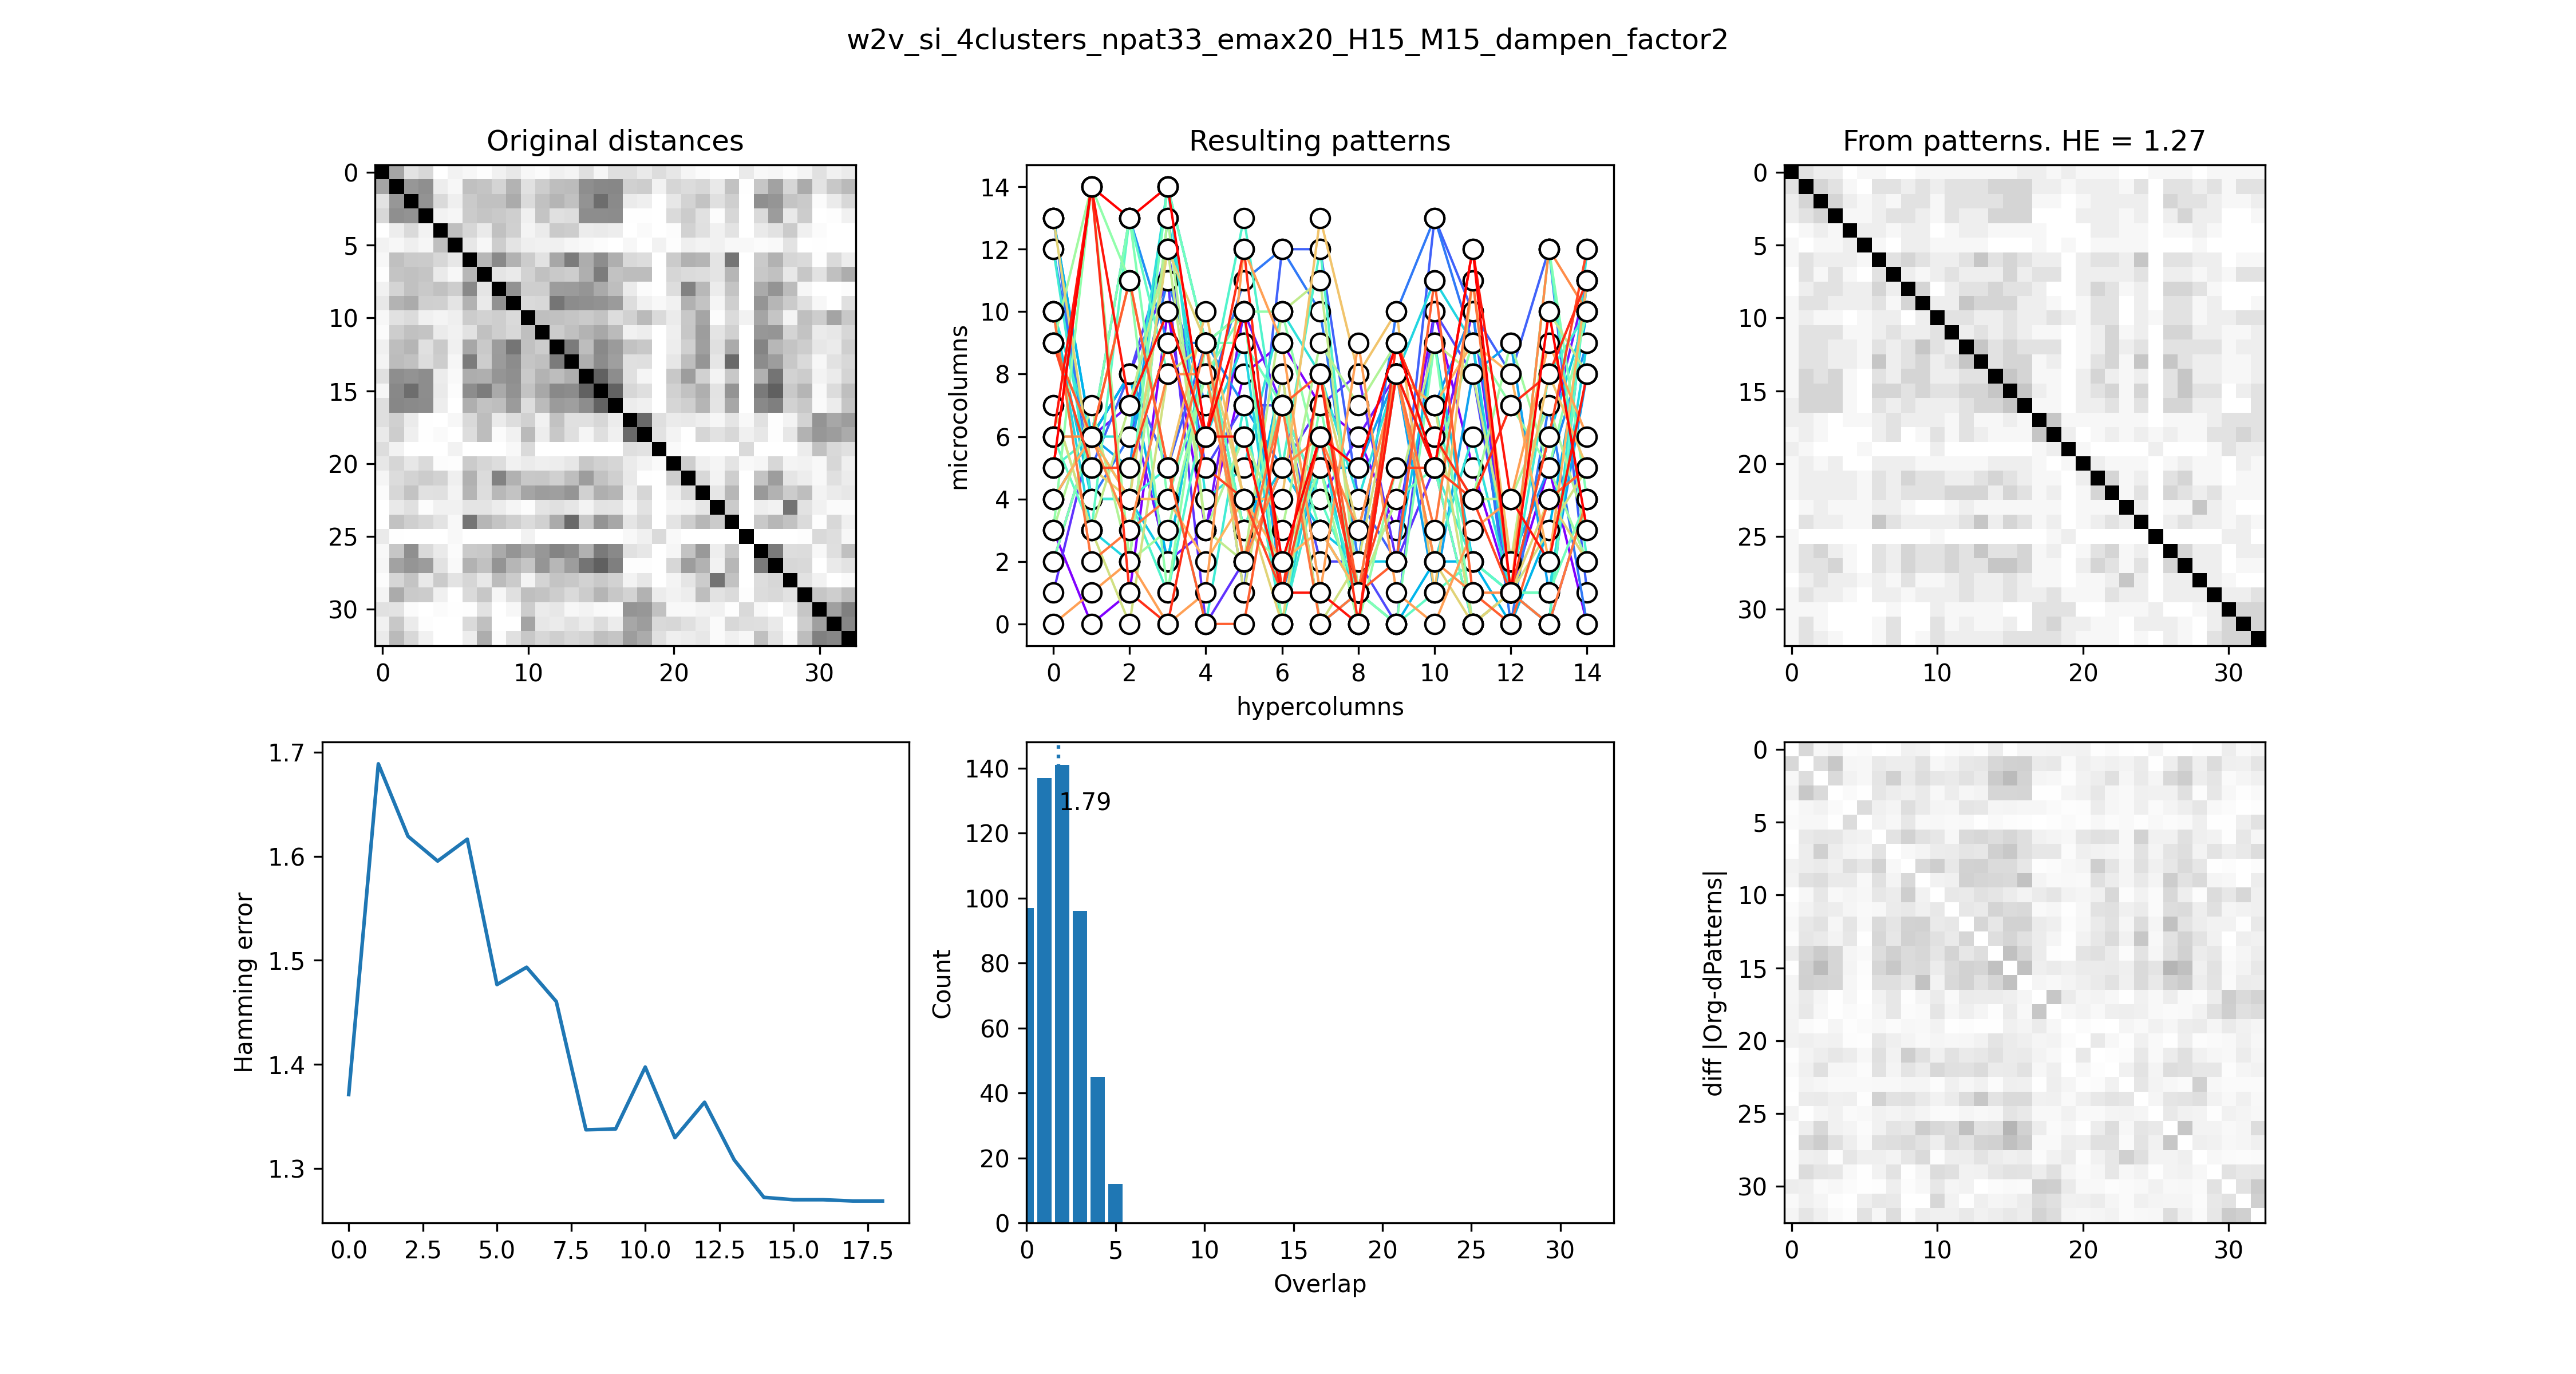 w2v_si_4clusters_npat33_emax20_H15_M15_dampen_factor2
Original distances
0
5
10
15
20
25
30
0 10 20 30
Resulting patterns
microcolumns
14
12
10
8
6
4
2
0
0 2 4 6 8 10 12 14
hypercolumns
From patterns. HE = 1.27
0
5
10
15
20
25
30
0 10 20 30
Hamming error
1.7
1.6
1.5
1.4
1.3
0.0 2.5 5.0 7.5 10.0 12.5 15.0 17.5
Count
140
120
100
80
60
40
20
0
1.79
0 5 10 15 20 25 30
Overlap
diff |Org-dPatterns|
0
5
10
15
20
25
30
0 10 20 30